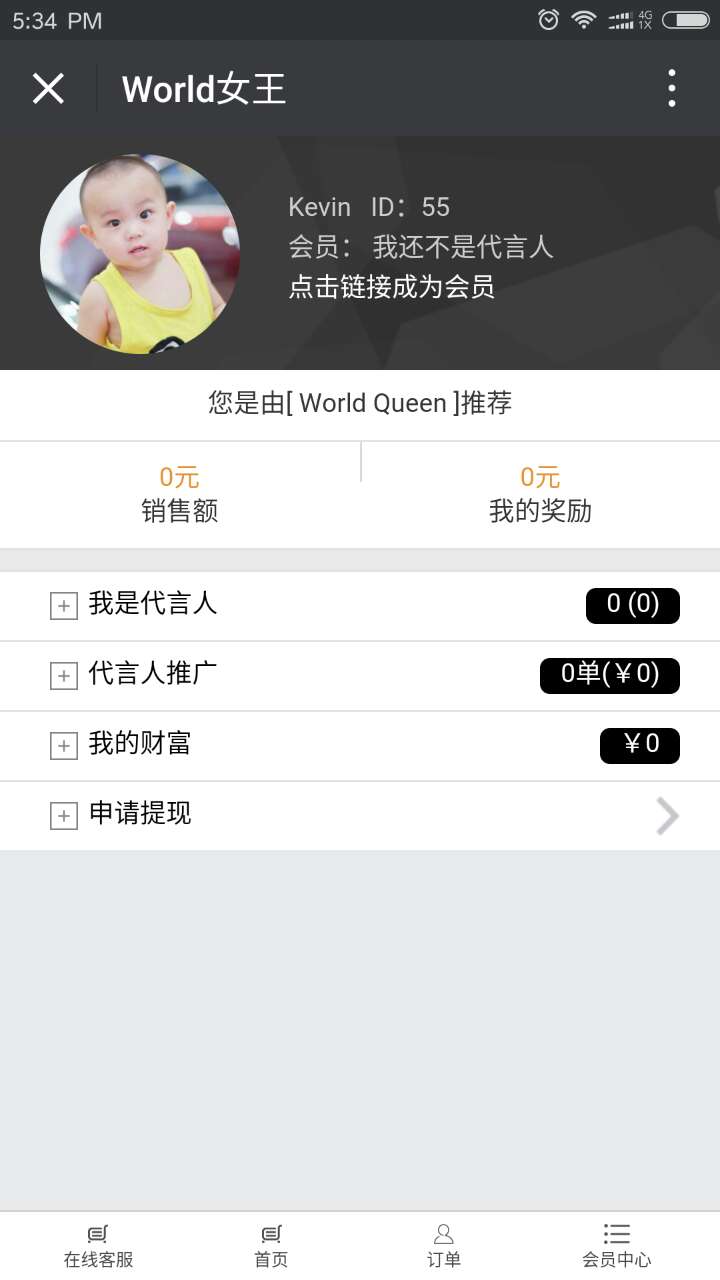 5:34 PM
4G
1X
World女王
Kevin ID：55
会员： 我还不是代言人
点击链接成为会员
您是由[ World Queen ]推荐
0元
销售额
0元
我的奖励
我是代言人
0 (0)
代言人推广
0单(￥0)
我的财富
￥0
申请提现
在线客服
首页
订单
会员中心